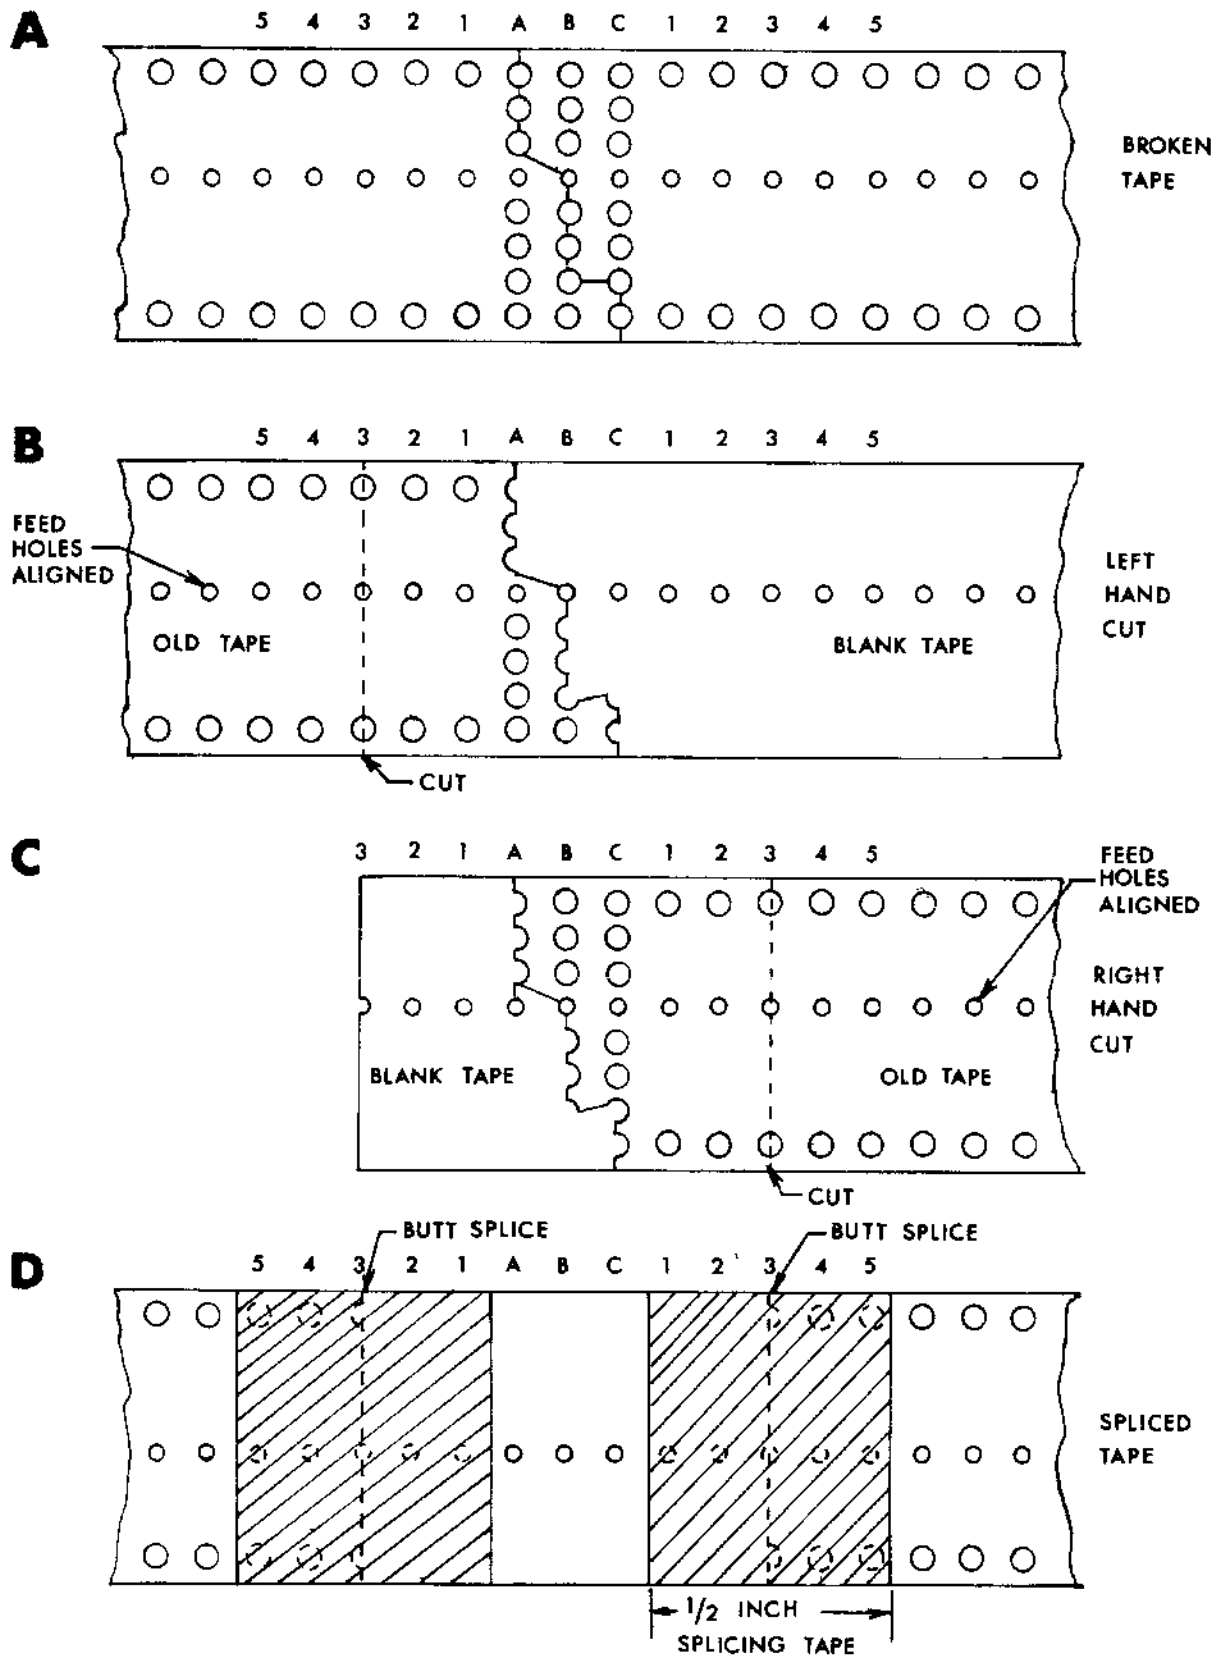 A
5 4 3 2 1 A B C 1 2 3 4 5
BROKEN
TAPE
B
5 4 3 2 1 A B C 1 2 3 4 5
FEED
HOLES
ALIGNED
LEFT
HAND
CUT
OLD TAPE
BLANK TAPE
CUT
C
3 2 1 A B C 1 2 3 4 5
FEED
HOLES
ALIGNED
RIGHT
HAND
CUT
BLANK TAPE
OLD TAPE
CUT
BUTT SPLICE
BUTT SPLICE
D
5 4 3 2 1 A B C 1 2 3 4 5
SPLICED
TAPE
1/2 INCH
SPLICING TAPE